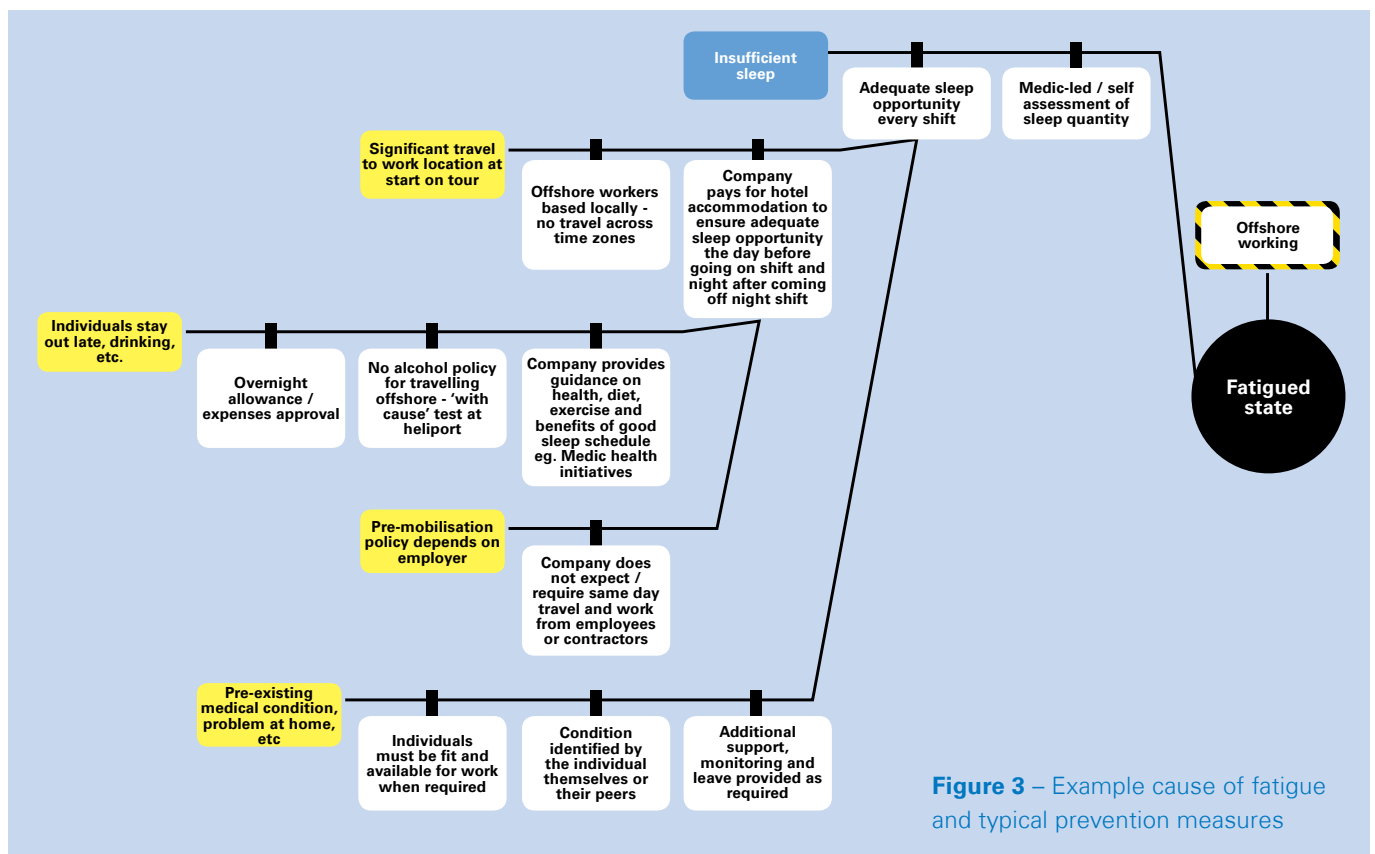 Insufficient
sleep
Adequate sleep
opportunity
every shift
Medic-led / self
assessment of
sleep quantity
Significant travel
to work location at
start on tour
Offshore workers
based locally -
no travel across
time zones
Company
pays for hotel
accommodation to
ensure adequate
sleep opportunity
the day before
going on shift and
night after coming
off night shift
Offshore
working
Fatigued
state
Individuals stay
out late, drinking,
etc.
Overnight
allowance /
expenses approval
No alcohol policy
for travelling
offshore - ‘with
cause’ test at
heliport
Company provides
guidance on
health, diet,
exercise and
benefits of good
sleep schedule
eg. Medic health
initiatives
Pre-mobilisation
policy depends on
employer
Company does
not expect /
require same day
travel and work
from employees
or contractors
Pre-existing
medical condition,
problem at home,
etc
Individuals
must be fit and
available for work
when required
Condition
identified by
the individual
themselves or
their peers
Additional
support,
monitoring and
leave provided as
required
Figure 3 – Example cause of fatigue
and typical prevention measures